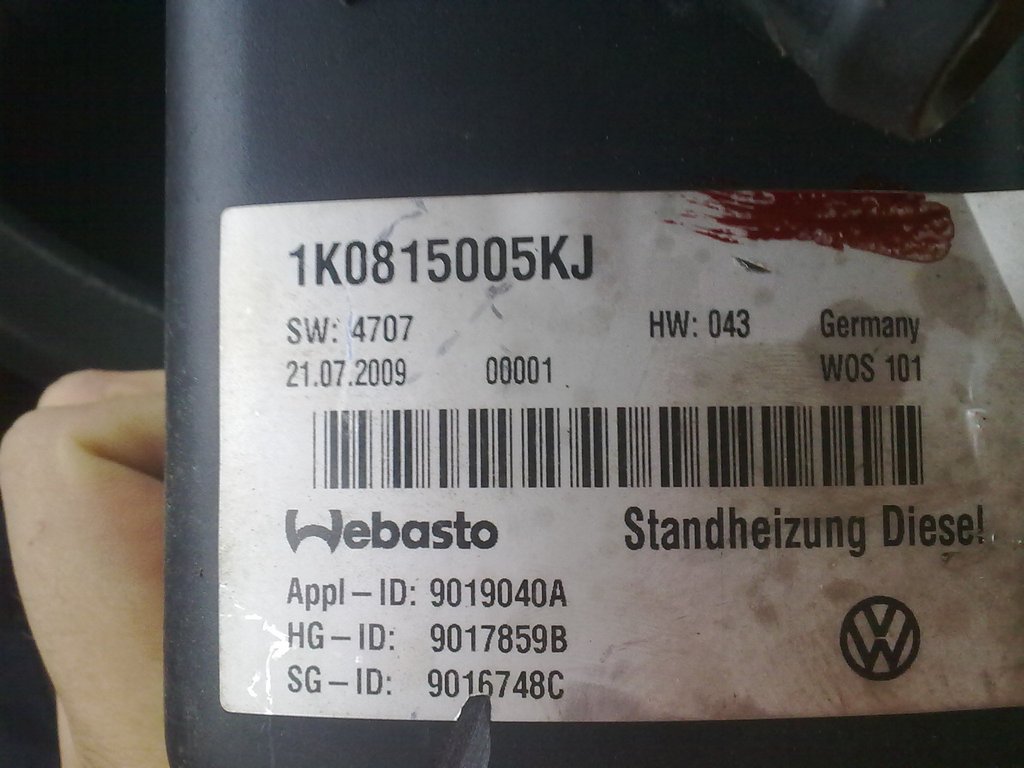 1K0815005KJ
SW: 4707 HW: 043 Germany
21.07.2009 00001 WOS 101
Webasto Standheizung Diesel
Appl-ID: 9019040A
HG-ID: 9017859B
SG-ID: 9016748C
VW